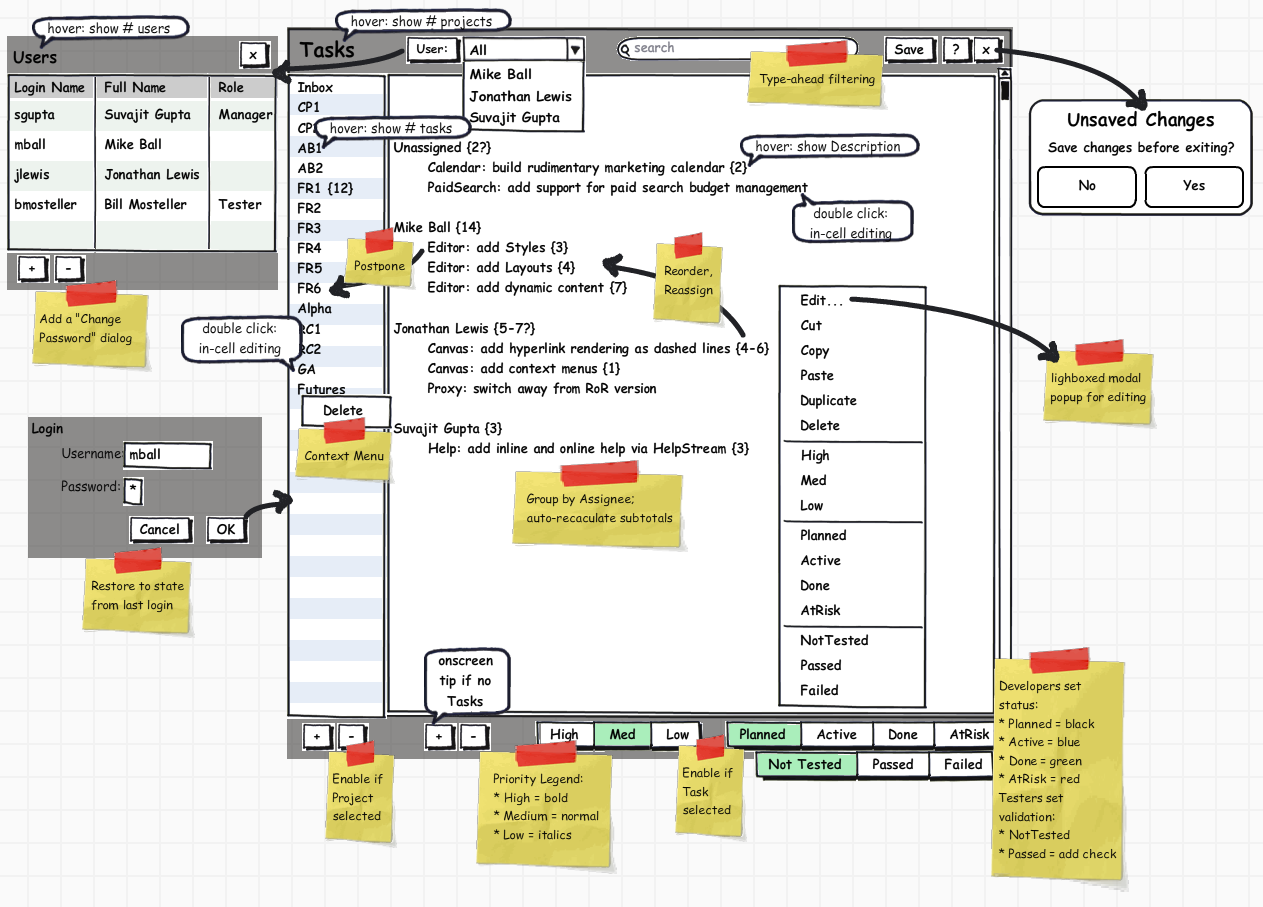 hover: show # users
Users
x
Login Name Full Name Role
sgupta Suvajit Gupta Manager
mball Mike Ball
jlewis Jonathan Lewis
bmosteller Bill Mosteller Tester
+ -
Add a "Change
Password" dialog
Login
Username: mball
Password: *
Cancel OK
Restore to state
from last login
hover: show # projects
Tasks
User: All
Mike Ball
Jonathan Lewis
Suvajit Gupta
search
Type-ahead filtering
Save ? x
Unsaved Changes
Save changes before exiting?
No Yes
Inbox
CP1
CP
hover: show # tasks
AB1
AB2
FR1 {12}
FR2
FR3
FR4
FR5
FR6
Alpha
RC1
RC2
GA
Futures
Postpone
double click:
in-cell editing
Delete
Context Menu
Unassigned {2?}
Calendar: build rudimentary marketing calendar {2}
PaidSearch: add support for paid search budget management
hover: show Description
double click:
in-cell editing
Mike Ball {14}
Editor: add Styles {3}
Editor: add Layouts {4}
Editor: add dynamic content {7}
Reorder,
Reassign
Jonathan Lewis {5-7?}
Canvas: add hyperlink rendering as dashed lines {4-6}
Canvas: add context menus {1}
Proxy: switch away from RoR version
Suvajit Gupta {3}
Help: add inline and online help via HelpStream {3}
Group by Assignee;
auto-recaculate subtotals
Edit...
Cut
Copy
Paste
Duplicate
Delete
High
Med
Low
Planned
Active
Done
AtRisk
NotTested
Passed
Failed
lighboxed modal
popup for editing
onscreen
tip if no
Tasks
+ -
+ -
High Med Low
Planned Active Done AtRisk
Not Tested Passed Failed
Enable if
Project
selected
Priority Legend:
* High = bold
* Medium = normal
* Low = italics
Enable if
Task
selected
Developers set
status:
* Planned = black
* Active = blue
* Done = green
* AtRisk = red
Testers set
validation:
* NotTested
* Passed = add check